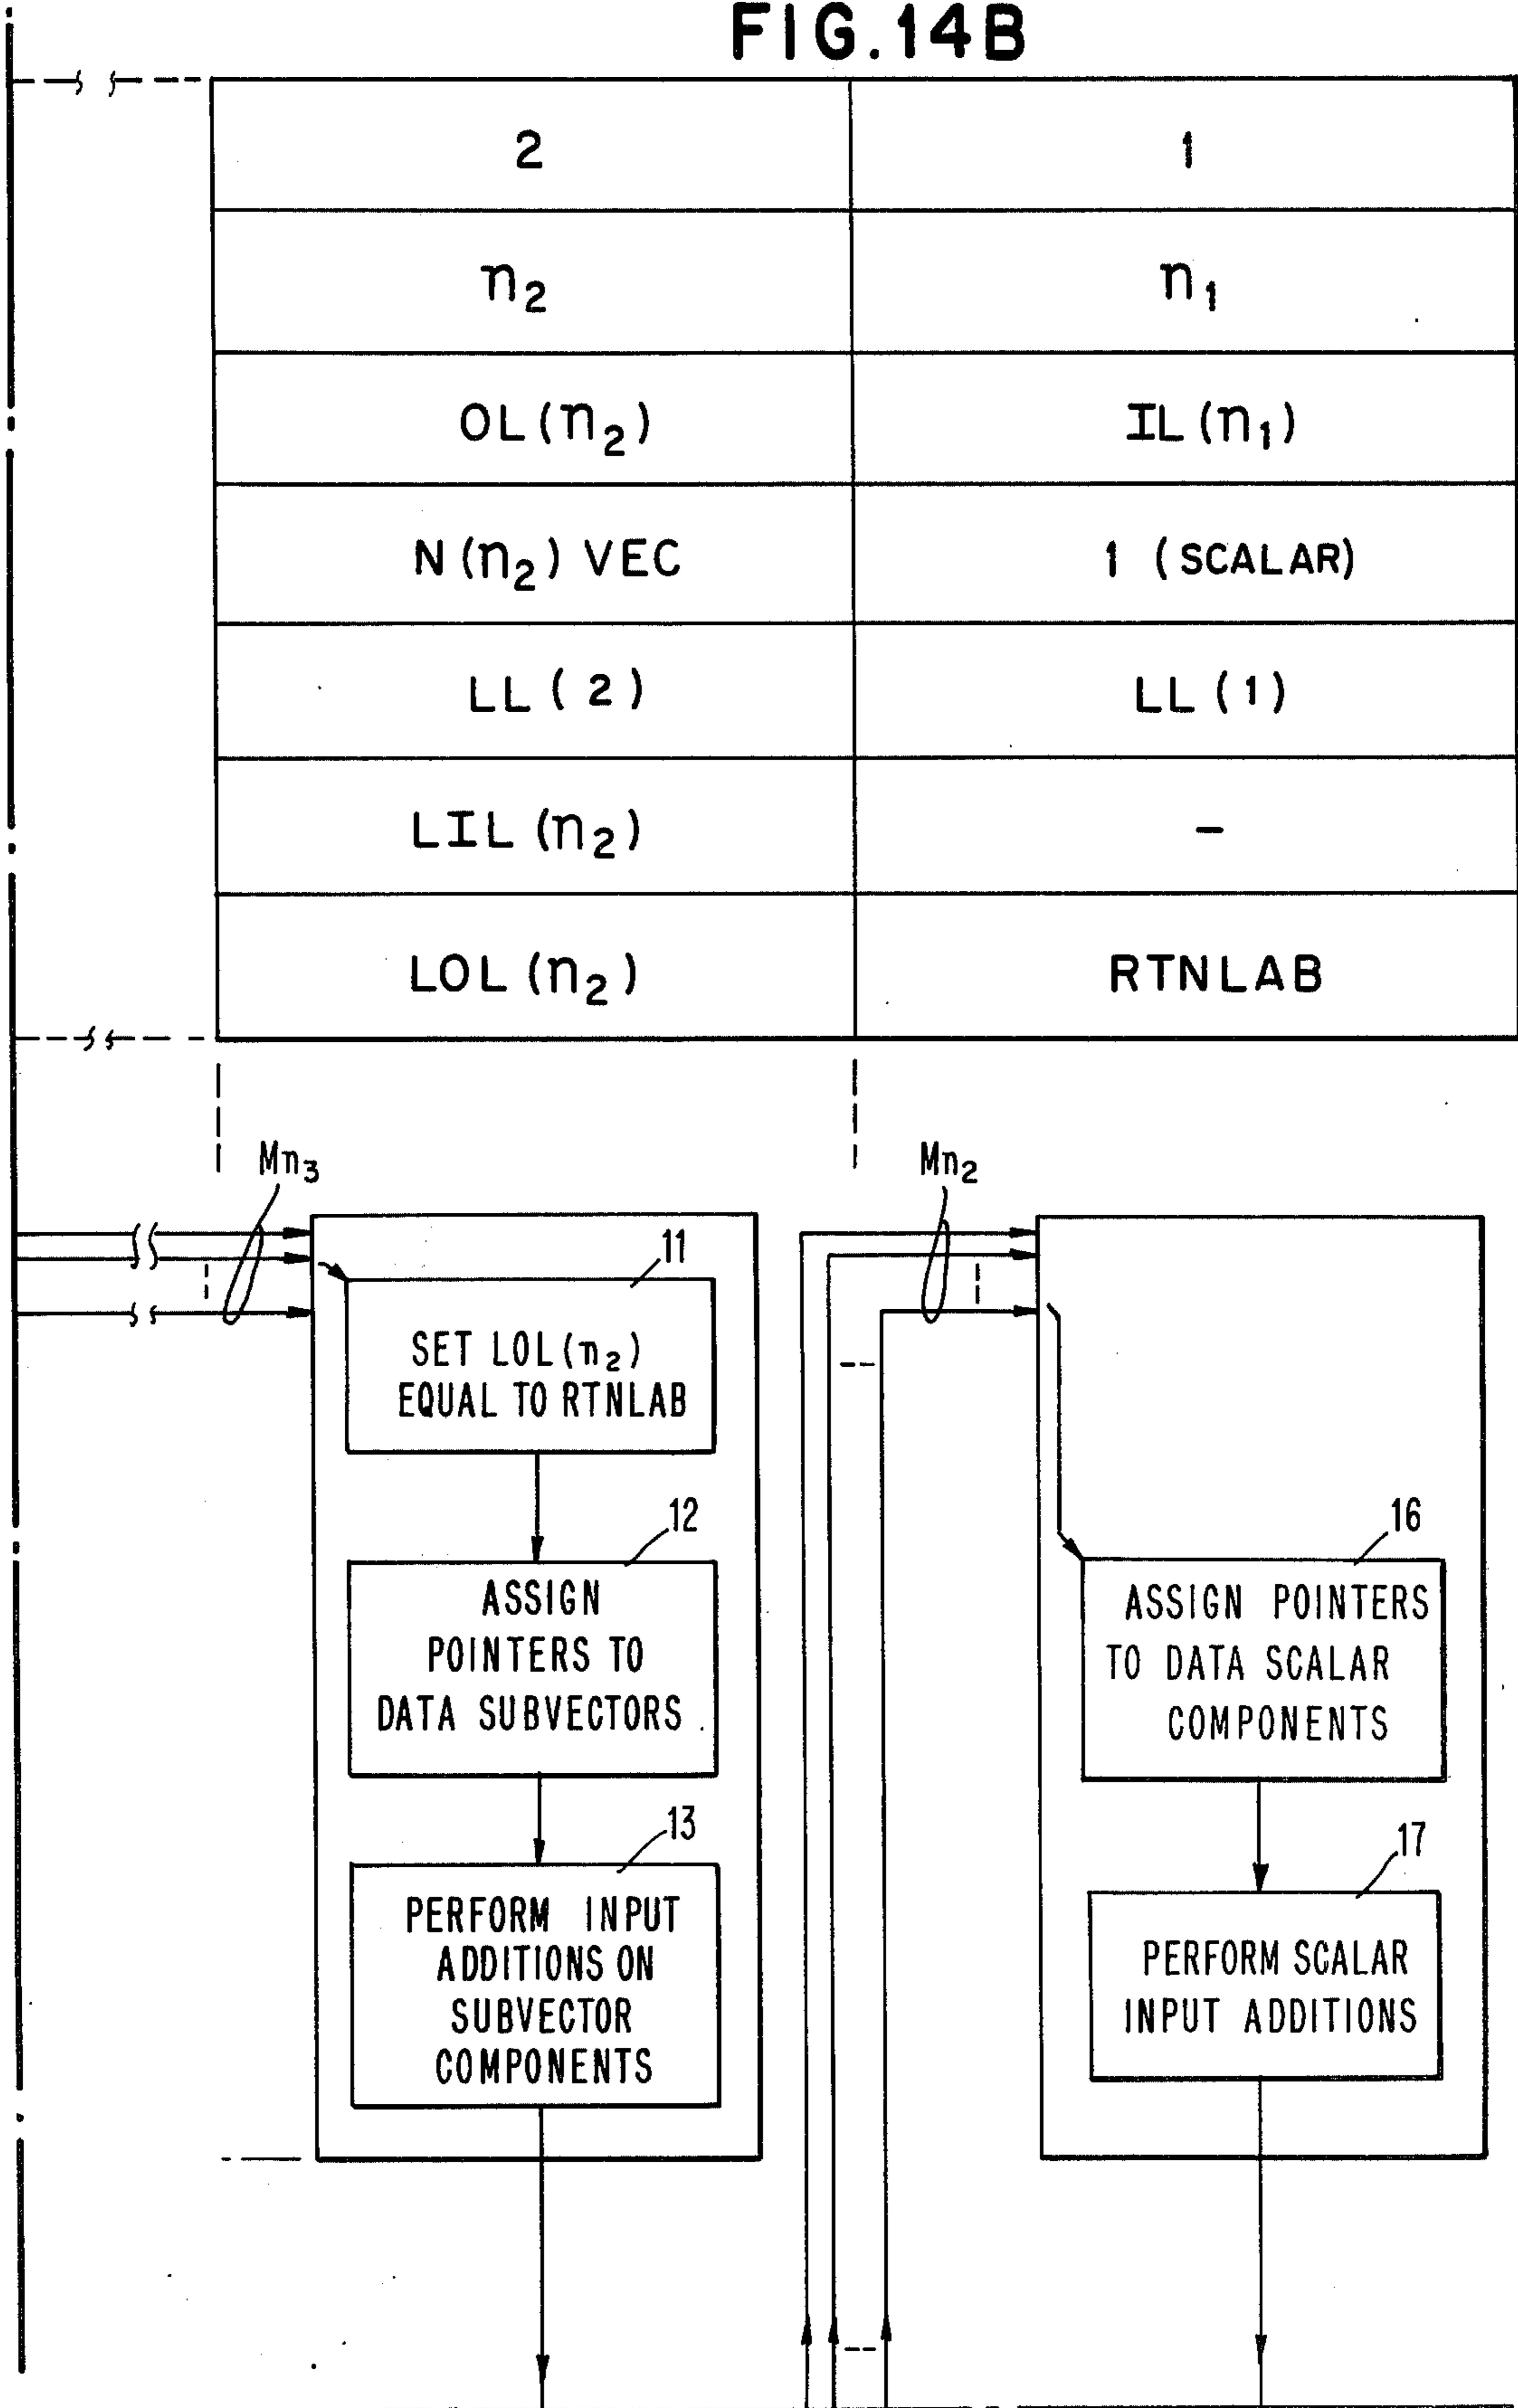 FIG.14B
2 1
n₂ n₁
OL(n₂) IL(n₁)
N(n₂) VEC 1 (SCALAR)
LL(2) LL(1)
LIL(n₂) –
LOL(n₂) RTNLAB
Mn₃ Mn₂
11
SET LOL(n₂)
EQUAL TO RTNLAB
12
ASSIGN
POINTERS TO
DATA SUBVECTORS
13
PERFORM INPUT
ADDITIONS ON
SUBVECTOR
COMPONENTS
16
ASSIGN POINTERS
TO DATA SCALAR
COMPONENTS
17
PERFORM SCALAR
INPUT ADDITIONS